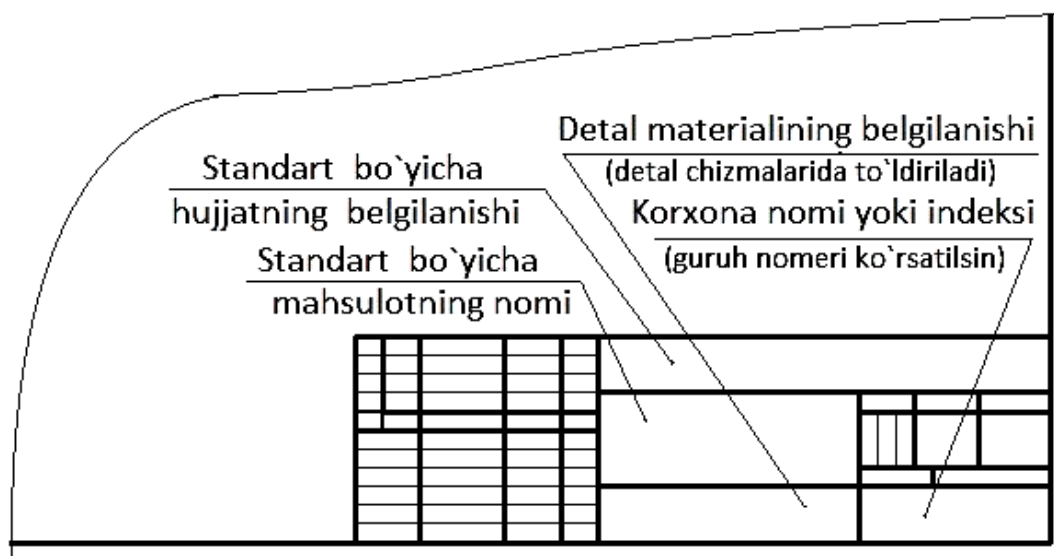 Detal materialining belgilanishi
(detal chizmalarida to`ldiriladi)
Standart bo`yicha
hujjatning belgilanishi
Korxona nomi yoki indeksi
(guruh nomeri ko`rsatilsin)
Standart bo`yicha
mahsulotning nomi